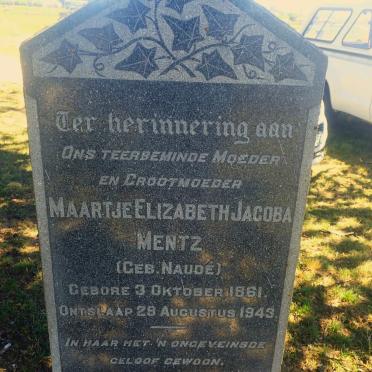 Ter herinnering aan
Ons teerbeminde Moeder
en Grootmoeder
Maartje Elizabeth Jacoba
Mentz
(Geb. Naudé)
Gebore 3 Oktober 1861.
Ontslaap 28 Augustus 1943.
In haar het 'n ongeveinsde
geloof gewoon.